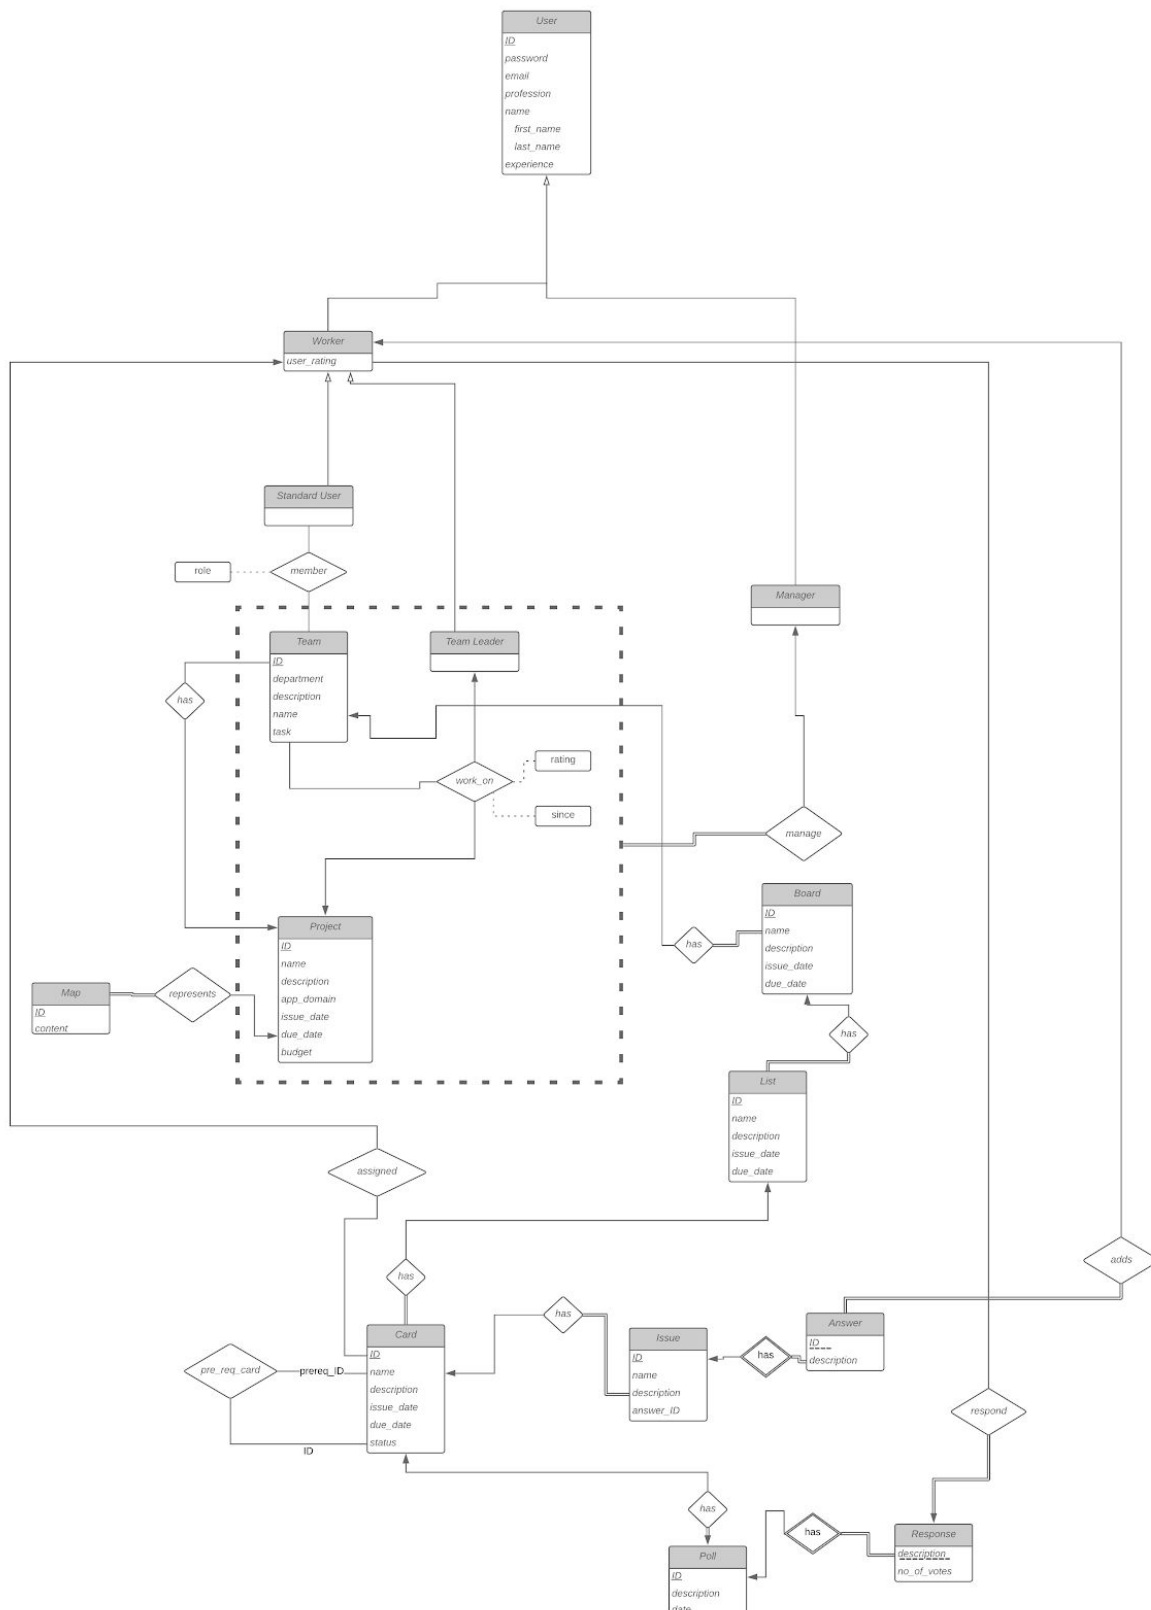 User
ID
password
email
profession
name
first_name
last_name
experience
Worker
user_rating
Standard User
role
member
Manager
Team
ID
department
description
name
task
Team Leader
has
rating
work_on
since
manage
Board
ID
name
description
issue_date
due_date
has
Project
ID
name
description
app_domain
issue_date
due_date
budget
Map
ID
content
represents
has
List
ID
name
description
issue_date
due_date
assigned
has
adds
Card
ID
name
description
issue_date
due_date
status
pre_req_card
prereq_ID
ID
has
Issue
ID
name
description
answer_ID
has
Answer
ID
description
respond
has
Poll
ID
description
date
has
Response
description
no_of_votes